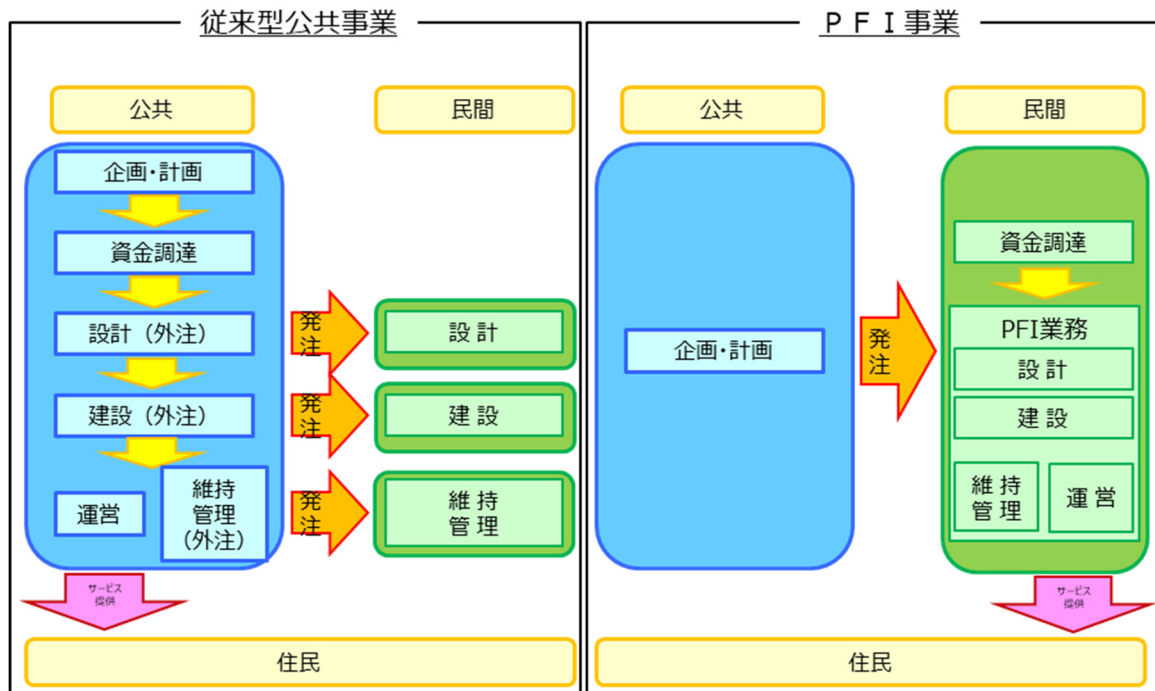 従来型公共事業
公共
民間
企画・計画
資金調達
設計（外注）
建設（外注）
運営
維持
管理
（外注）
発
注
設 計
発
注
建 設
発
注
維 持
管 理
サービス
提供
住民
ＰＦＩ事業
公共
民間
企画・計画
発
注
資金調達
PFI業務
設 計
建 設
維 持
管 理
運 営
サービス
提供
住民